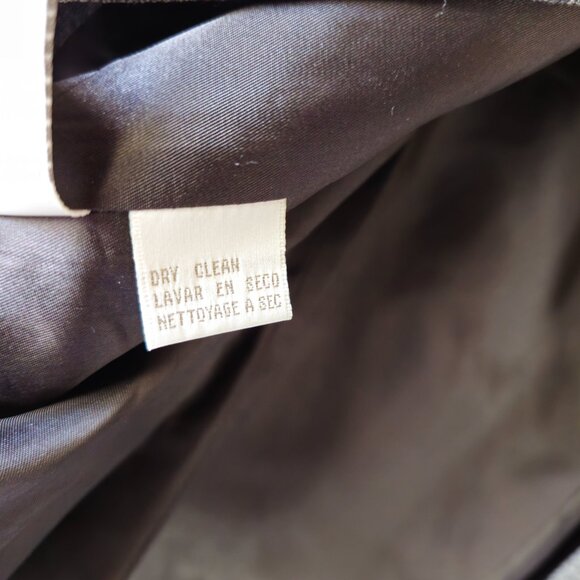 DRY CLEAN
LAVAR EN SECO
NETTOYAGE A SEC